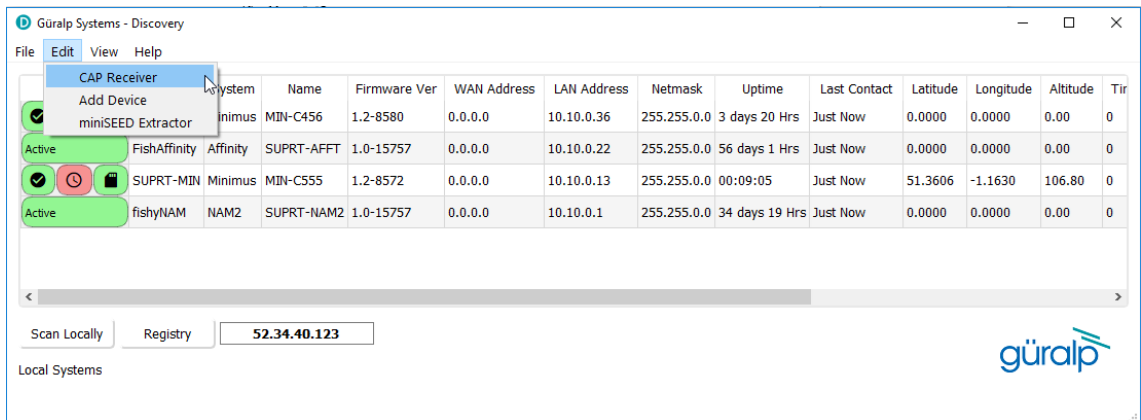 Güralp Systems - Discovery
File Edit View Help
CAP Receiver
Add Device
miniSEED Extractor
Name Firmware Ver WAN Address LAN Address Netmask Uptime Last Contact Latitude Longitude Altitude
MIN-C456 1.2-8580 0.0.0.0 10.10.0.36 255.255.0.0 3 days 20 Hrs Just Now 0.0000 0.0000 0.00 0
Active FishAffinity Affinity SUPRT-AFFT 1.0-15757 0.0.0.0 10.10.0.22 255.255.0.0 56 days 1 Hrs Just Now 0.0000 0.0000 0.00 0
SUPRT-MIN Minimus MIN-C555 1.2-8572 0.0.0.0 10.10.0.13 255.255.0.0 00:09:05 Just Now 51.3606 -1.1630 106.80 0
Active fishyNAM NAM2 SUPRT-NAM2 1.0-15757 0.0.0.0 10.10.0.1 255.255.0.0 34 days 19 Hrs Just Now 0.0000 0.0000 0.00 0
Scan Locally Registry 52.34.40.123
güralp
Local Systems